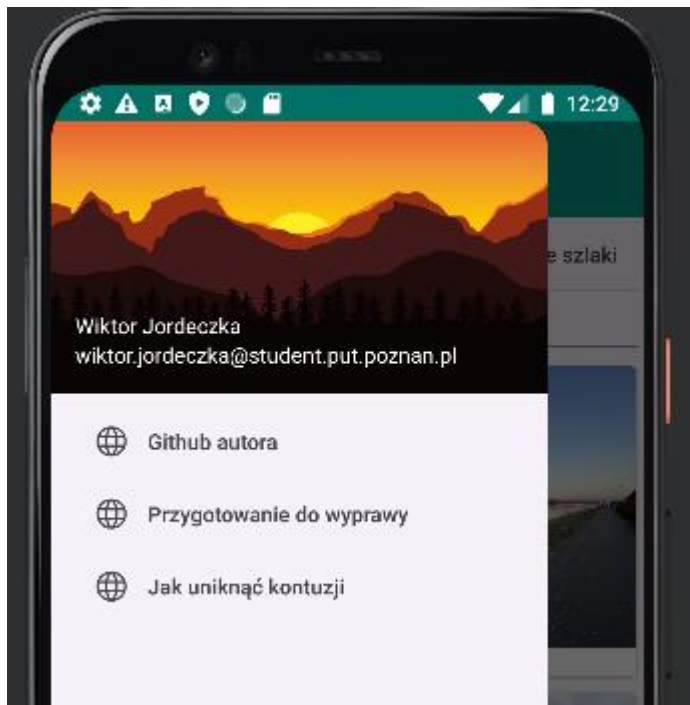 12:29
e szlaki
Wiktor Jordeczka
wiktor.jordeczka@student.put.poznan.pl
Github autora
Przygotowanie do wyprawy
Jak uniknąć kontuzji